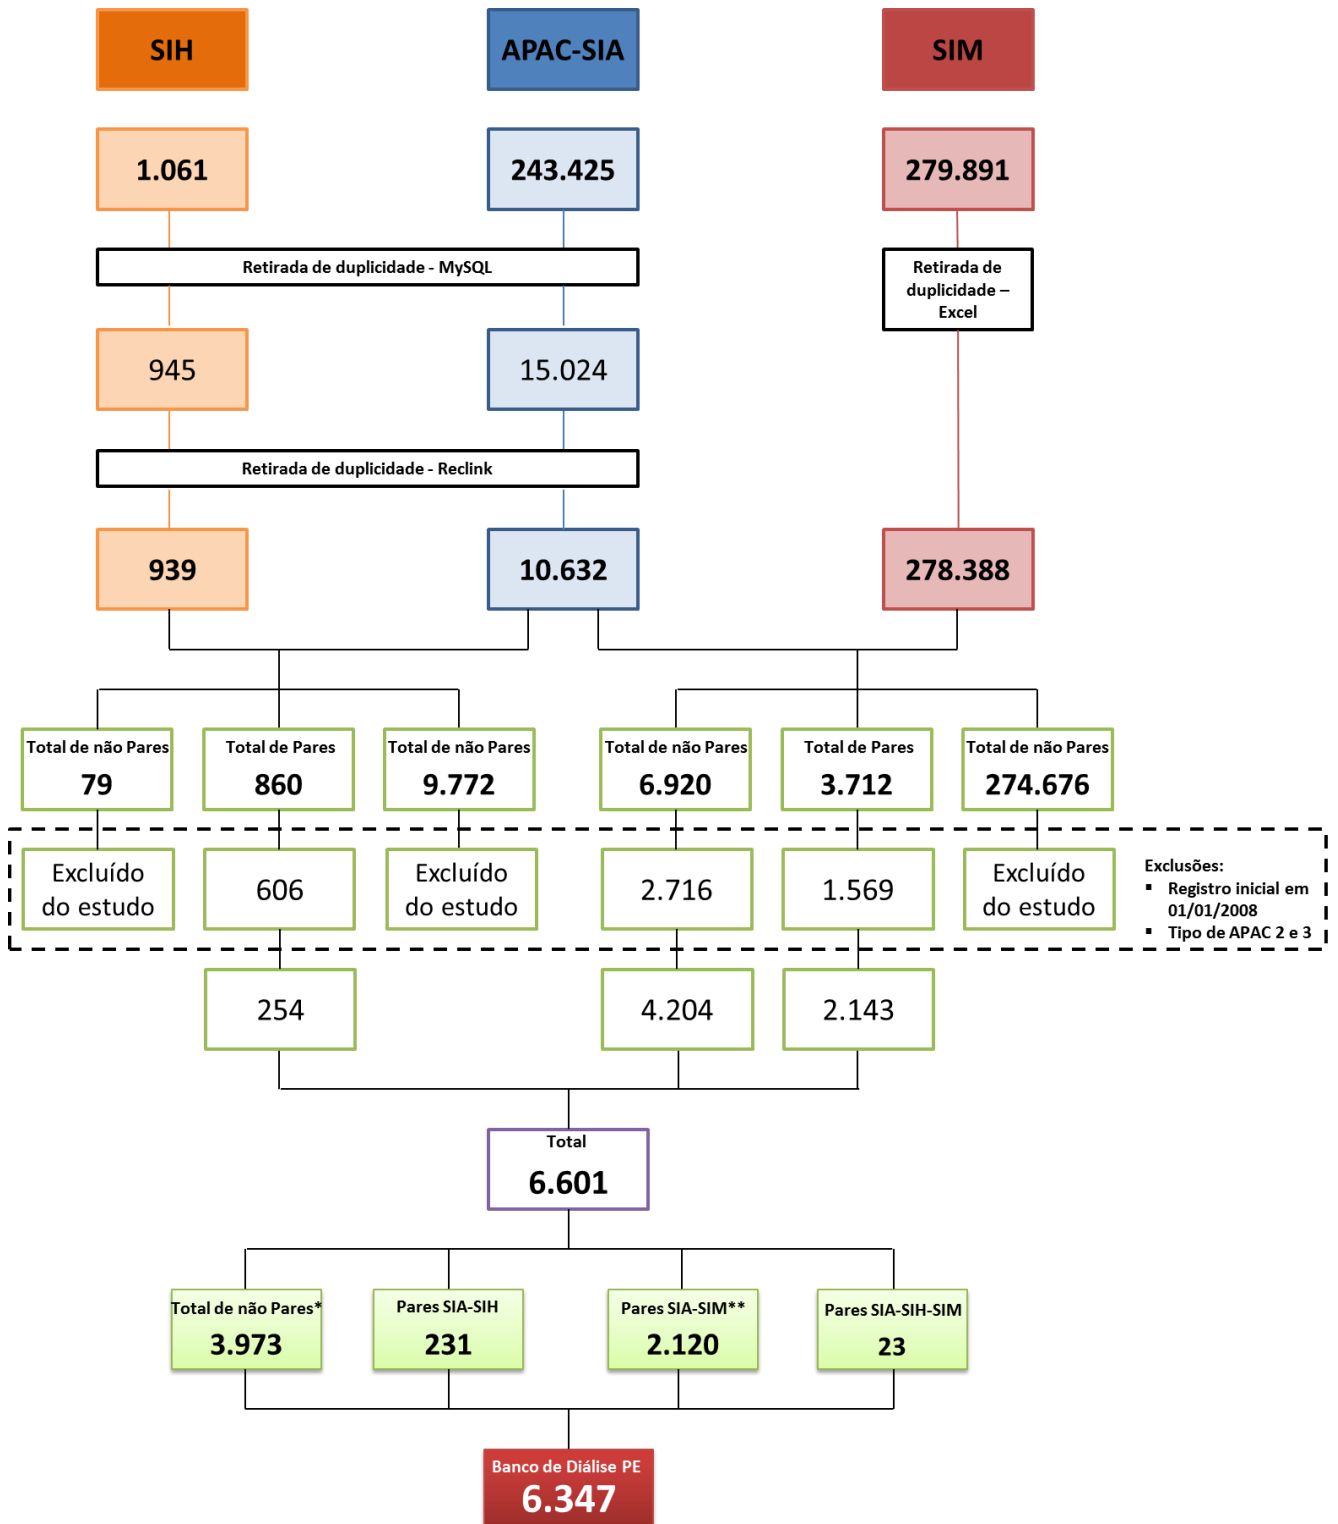 SIH
APAC-SIA
SIM
1.061
243.425
279.891
Retirada de duplicidade - MySQL
Retirada de
duplicidade –
Excel
945
15.024
Retirada de duplicidade - Reclink
939
10.632
278.388
Total de não Pares
79
Total de Pares
860
Total de não Pares
9.772
Total de não Pares
6.920
Total de Pares
3.712
Total de não Pares
274.676
Excluído
do estudo
606
Excluído
do estudo
2.716
1.569
Excluído
do estudo
Exclusões:
▪ Registro inicial em
01/01/2008
▪ Tipo de APAC 2 e 3
254
4.204
2.143
Total
6.601
Total de não Pares*
3.973
Pares SIA-SIH
231
Pares SIA-SIM**
2.120
Pares SIA-SIH-SIM
23
Banco de Diálise PE
6.347